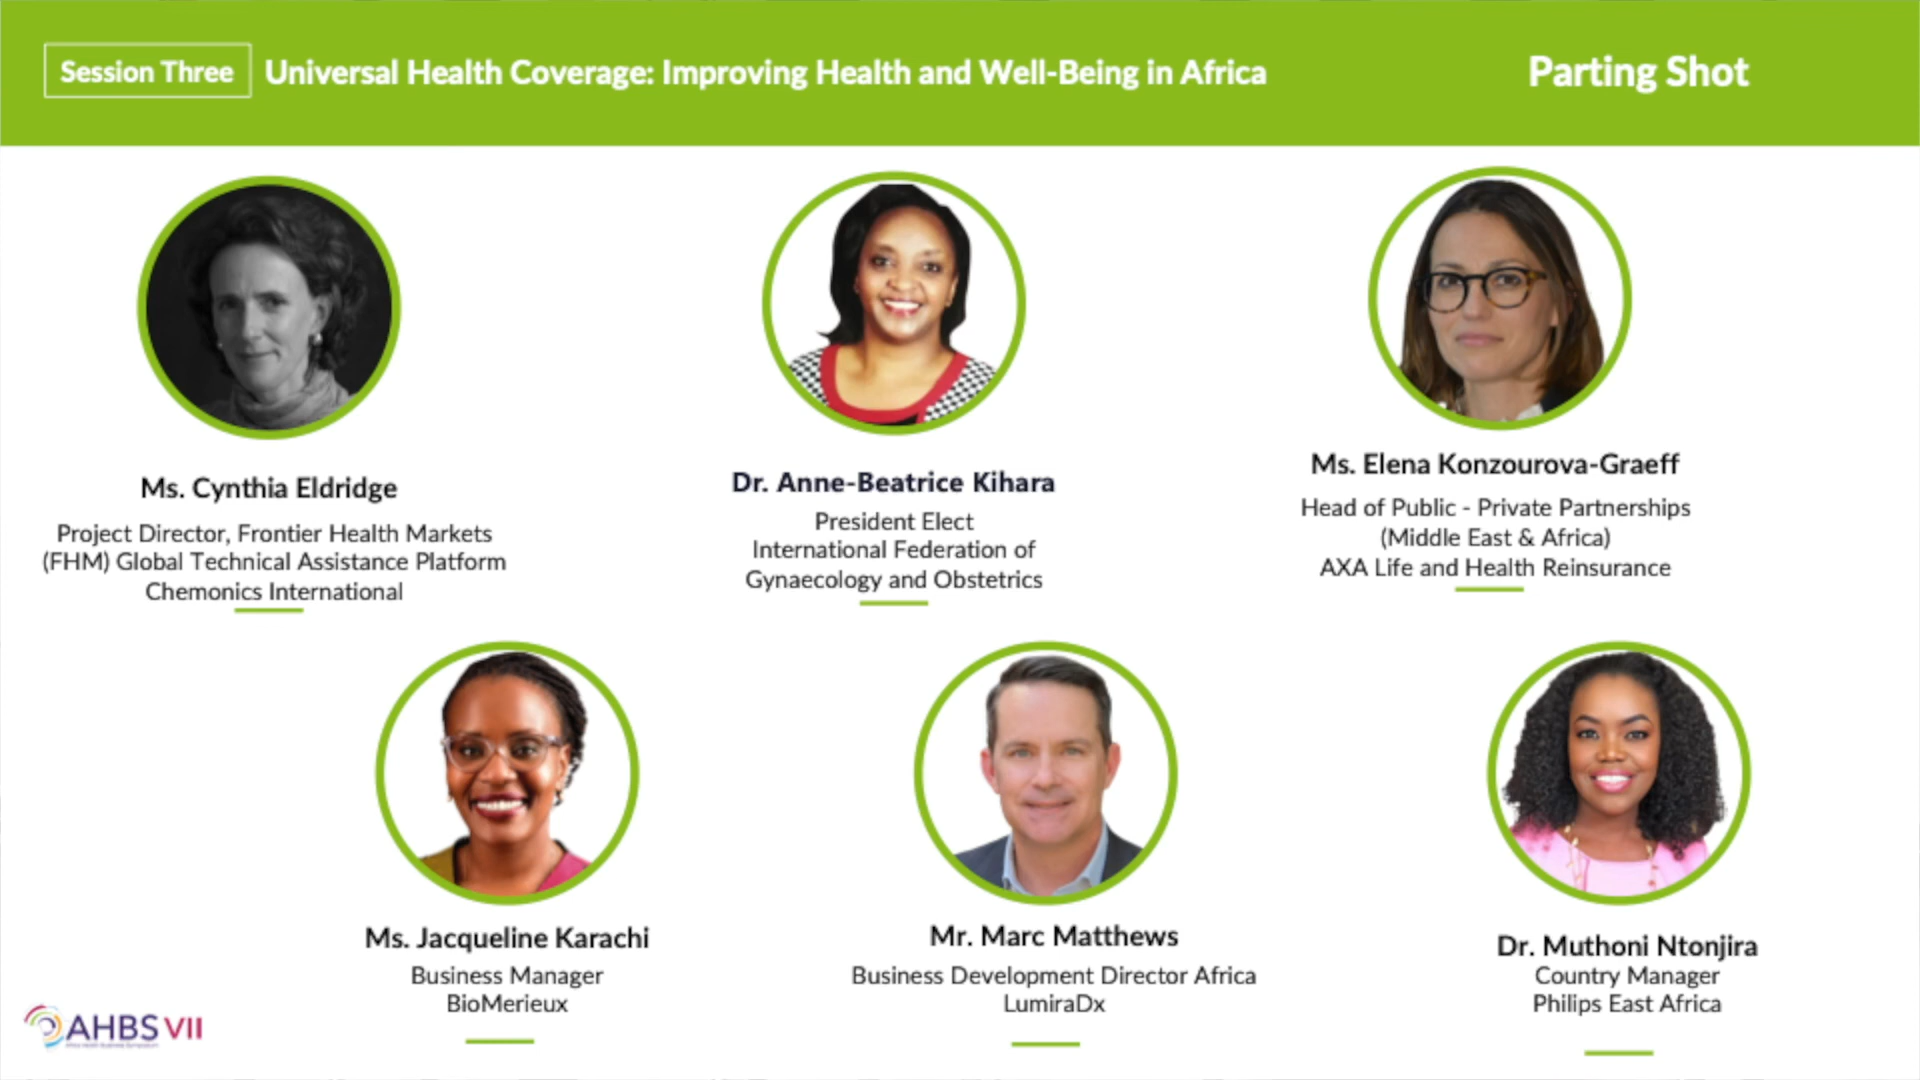 Session Three
Universal Health Coverage: Improving Health and Well-Being in Africa
Parting Shot
Ms. Cynthia Eldridge
Project Director, Frontier Health Markets
(FHM) Global Technical Assistance Platform
Chemonics International
Dr. Anne-Beatrice Kihara
President Elect
International Federation of
Gynaecology and Obstetrics
Ms. Elena Konzourova-Graeff
Head of Public - Private Partnerships
(Middle East & Africa)
AXA Life and Health Reinsurance
Ms. Jacqueline Karachi
Business Manager
BioMerieux
Mr. Marc Matthews
Business Development Director Africa
LumiraDx
Dr. Muthoni Ntonjira
Country Manager
Philips East Africa
AHBS VII